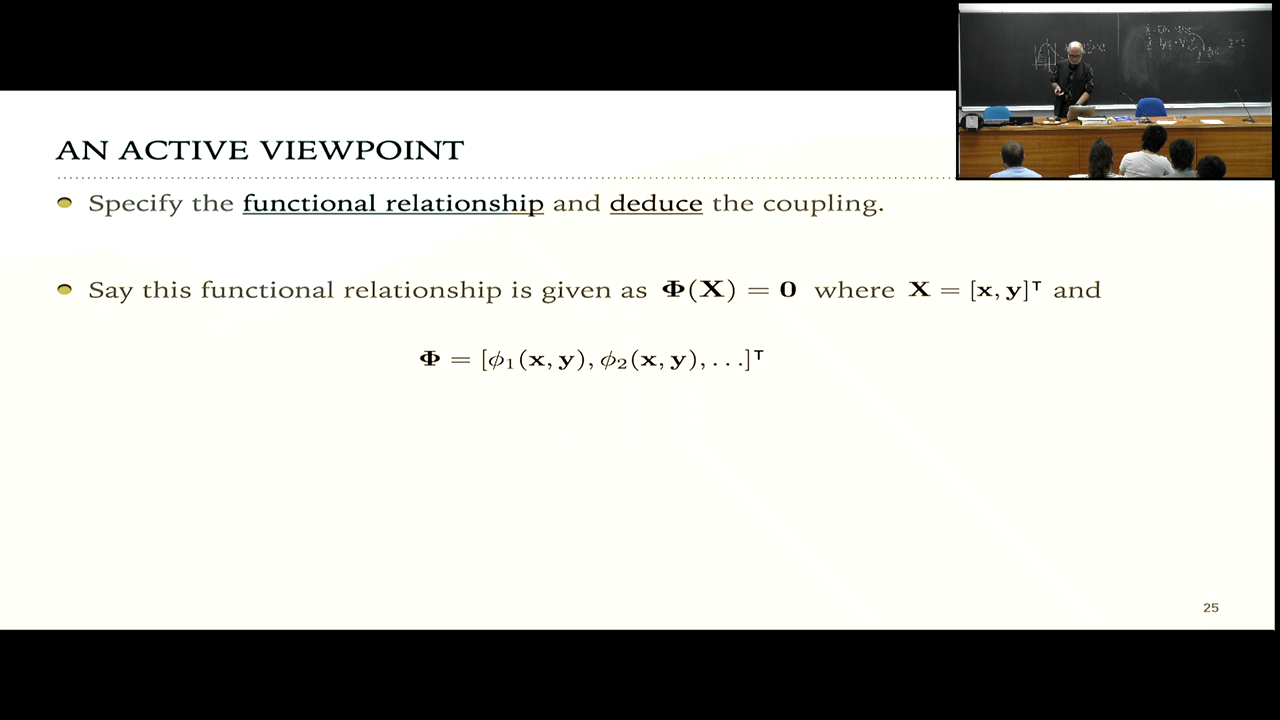 AN ACTIVE VIEWPOINT
Specify the functional relationship and deduce the coupling.
Say this functional relationship is given as Φ(X) = 0 where X = [x, y]ᵀ and
Φ = [ϕ₁(x, y), ϕ₂(x, y), . . .]ᵀ
25